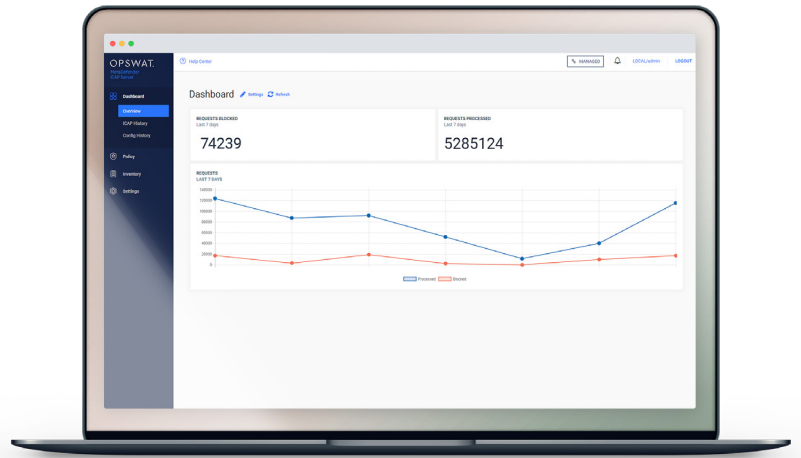 OPSWAT.
MetaDefender
ICAP Server
Help Center
MANAGED
LOCAL/admin
LOGOUT
Dashboard
Overview
ICAP History
Config History
Policy
Inventory
Settings
Dashboard
Settings
Refresh
REQUESTS BLOCKED
Last 7 days
74239
REQUESTS PROCESSED
Last 7 days
5285124
REQUESTS
LAST 7 DAYS
140000
120000
100000
80000
60000
40000
20000
0
Processed
Blocked